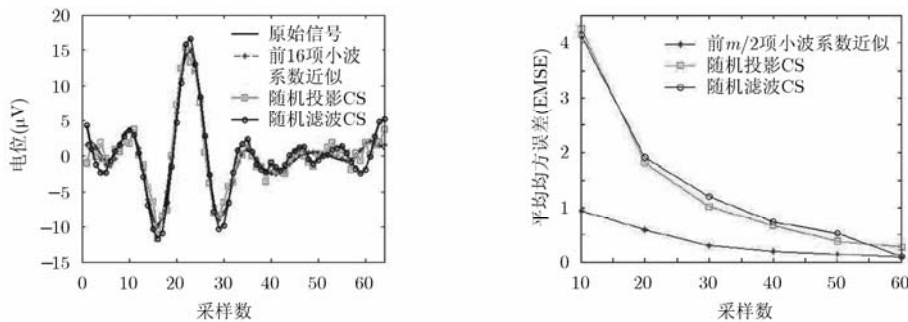 原始信号
前16项小波
系数近似
随机投影CS
随机滤波CS
电位(μV)
20
15
10
5
0
−5
−10
−15
0
10
20
30
40
50
60
采样数
前m/2项小波系数近似
随机投影CS
随机滤波CS
平均均方误差(EMSE)
4
3
2
1
0
10
20
30
40
50
60
采样数